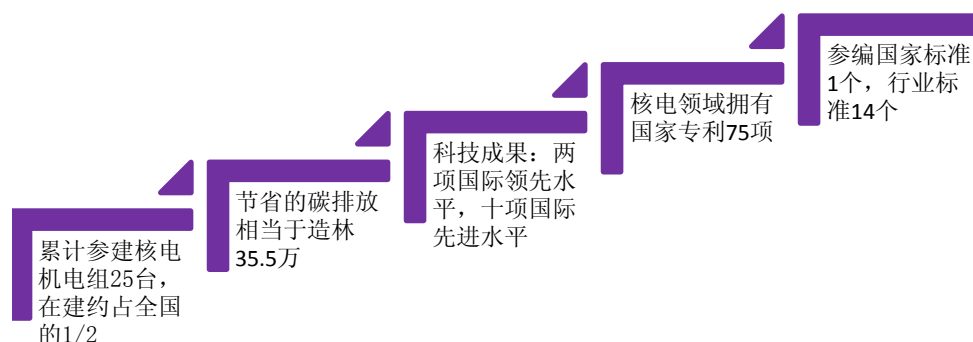 累计参建核电
机电组25台，
在建约占全国
的1/2
节省的碳排放
相当于造林
35.5万
科技成果：两
项国际领先水
平，十项国际
先进水平
核电领域拥有
国家专利75项
参编国家标准
1个，行业标
准14个